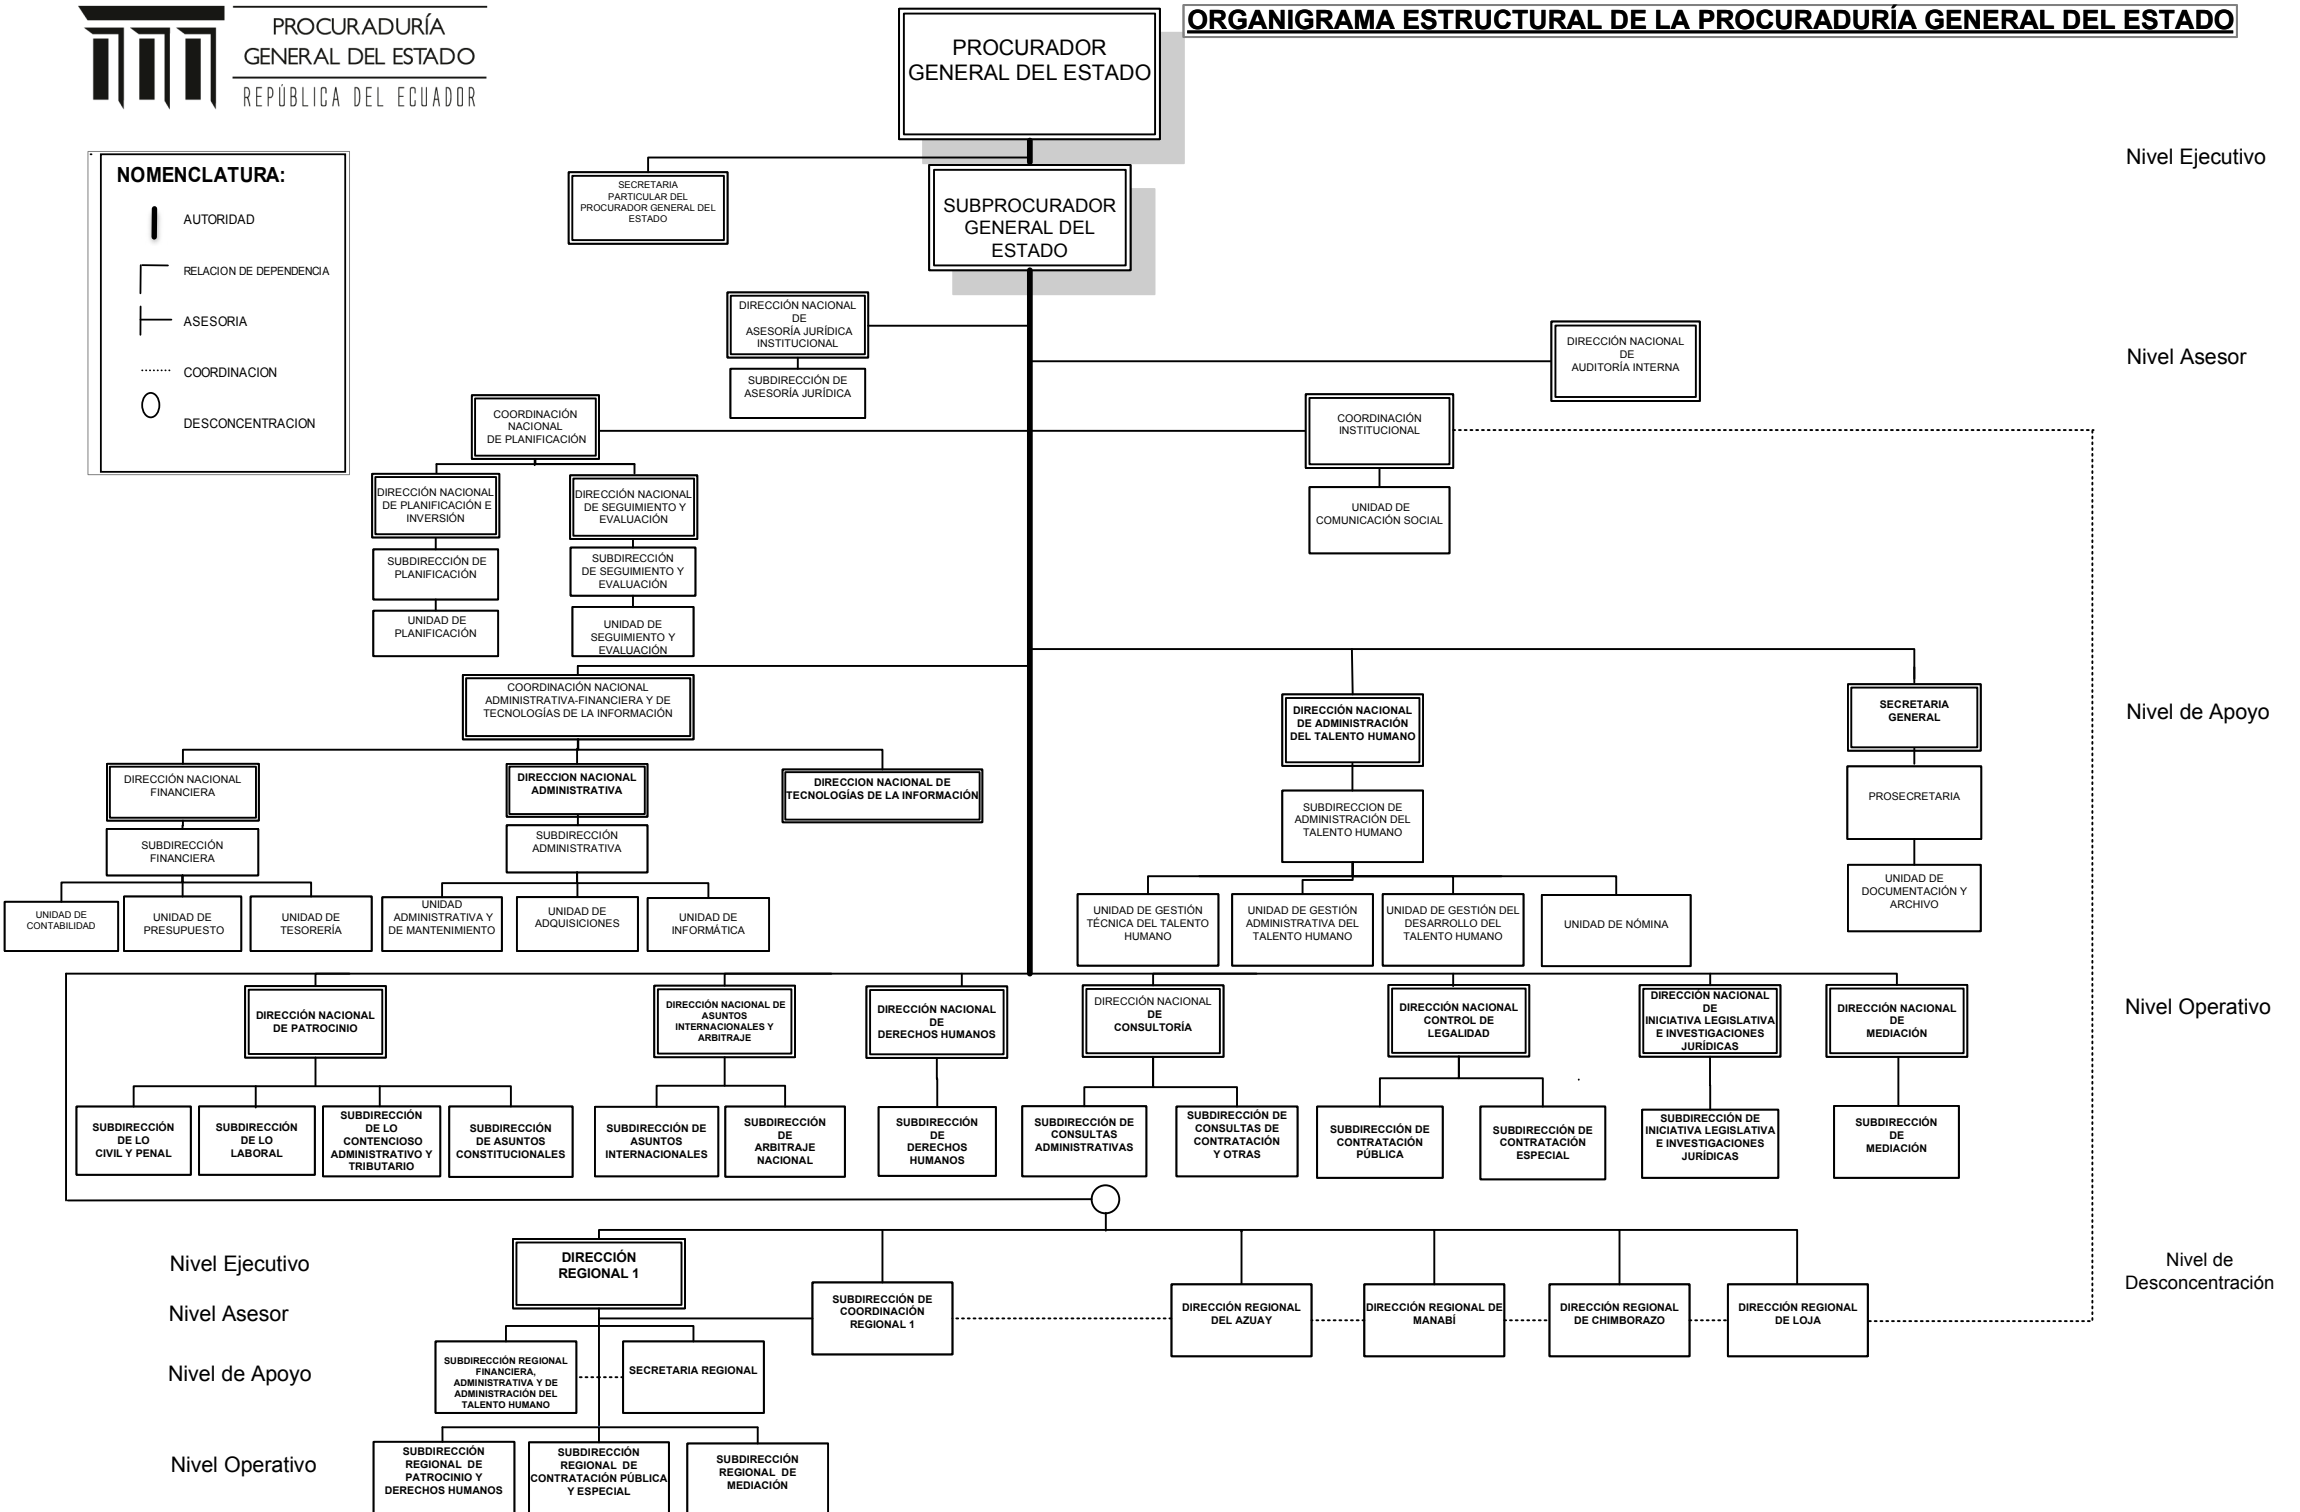 PROCURADURÍA
GENERAL DEL ESTADO
REPÚBLICA DEL ECUADOR
ORGANIGRAMA ESTRUCTURAL DE LA PROCURADURÍA GENERAL DEL ESTADO
PROCURADOR
GENERAL DEL ESTADO
Nivel Ejecutivo
NOMENCLATURA:
AUTORIDAD
RELACION DE DEPENDENCIA
ASESORIA
COORDINACION
DESCONCENTRACION
SECRETARIA
PARTICULAR DEL
PROCURADOR GENERAL DEL
ESTADO
SUBPROCURADOR
GENERAL DEL
ESTADO
DIRECCIÓN NACIONAL
DE
ASESORÍA JURÍDICA
INSTITUCIONAL
SUBDIRECCIÓN DE
ASESORÍA JURÍDICA
DIRECCIÓN NACIONAL
DE
AUDITORÍA INTERNA
Nivel Asesor
COORDINACIÓN
NACIONAL
DE PLANIFICACIÓN
COORDINACIÓN
INSTITUCIONAL
DIRECCIÓN NACIONAL
DE PLANIFICACIÓN E
INVERSIÓN
DIRECCIÓN NACIONAL
DE SEGUIMIENTO Y
EVALUACIÓN
UNIDAD DE
COMUNICACIÓN SOCIAL
SUBDIRECCIÓN DE
PLANIFICACIÓN
SUBDIRECCIÓN
DE SEGUIMIENTO Y
EVALUACIÓN
UNIDAD DE
PLANIFICACIÓN
UNIDAD DE
SEGUIMIENTO Y
EVALUACIÓN
COORDINACIÓN NACIONAL
ADMINISTRATIVA-FINANCIERA Y DE
TECNOLOGÍAS DE LA INFORMACIÓN
DIRECCIÓN NACIONAL
DE ADMINISTRACIÓN
DEL TALENTO HUMANO
SECRETARIA
GENERAL
Nivel de Apoyo
DIRECCIÓN NACIONAL
FINANCIERA
DIRECCION NACIONAL
ADMINISTRATIVA
DIRECCION NACIONAL DE
TECNOLOGÍAS DE LA INFORMACIÓN
SUBDIRECCION DE
ADMINISTRACIÓN DEL
TALENTO HUMANO
PROSECRETARIA
SUBDIRECCIÓN
FINANCIERA
SUBDIRECCIÓN
ADMINISTRATIVA
UNIDAD DE
DOCUMENTACIÓN Y
ARCHIVO
UNIDAD DE
CONTABILIDAD
UNIDAD DE
PRESUPUESTO
UNIDAD DE
TESORERÍA
UNIDAD
ADMINISTRATIVA Y
DE MANTENIMIENTO
UNIDAD DE
ADQUISICIONES
UNIDAD DE
INFORMÁTICA
UNIDAD DE GESTIÓN
TÉCNICA DEL TALENTO
HUMANO
UNIDAD DE GESTIÓN
ADMINISTRATIVA DEL
TALENTO HUMANO
UNIDAD DE GESTIÓN DEL
DESARROLLO DEL
TALENTO HUMANO
UNIDAD DE NÓMINA
DIRECCIÓN NACIONAL
DE PATROCINIO
DIRECCIÓN NACIONAL DE
ASUNTOS
INTERNACIONALES Y
ARBITRAJE
DIRECCIÓN NACIONAL
DE
DERECHOS HUMANOS
DIRECCIÓN NACIONAL
DE
CONSULTORÍA
DIRECCIÓN NACIONAL
CONTROL DE
LEGALIDAD
DIRECCIÓN NACIONAL
DE
INICIATIVA LEGISLATIVA
E INVESTIGACIONES
JURÍDICAS
DIRECCIÓN NACIONAL
DE
MEDIACIÓN
Nivel Operativo
SUBDIRECCIÓN
DE LO
CIVIL Y PENAL
SUBDIRECCIÓN
DE LO
LABORAL
SUBDIRECCIÓN
DE LO
CONTENCIOSO
ADMINISTRATIVO Y
TRIBUTARIO
SUBDIRECCIÓN
DE ASUNTOS
CONSTITUCIONALES
SUBDIRECCIÓN DE
ASUNTOS
INTERNACIONALES
SUBDIRECCIÓN
DE
ARBITRAJE
NACIONAL
SUBDIRECCIÓN
DE
DERECHOS
HUMANOS
SUBDIRECCIÓN DE
CONSULTAS
ADMINISTRATIVAS
SUBDIRECCIÓN DE
CONSULTAS DE
CONTRATACIÓN
Y OTRAS
SUBDIRECCIÓN DE
CONTRATACIÓN
PÚBLICA
SUBDIRECCIÓN DE
CONTRATACIÓN
ESPECIAL
SUBDIRECCIÓN DE
INICIATIVA LEGISLATIVA
E INVESTIGACIONES
JURÍDICAS
SUBDIRECCIÓN
DE
MEDIACIÓN
Nivel Ejecutivo
DIRECCIÓN
REGIONAL 1
Nivel de
Desconcentración
Nivel Asesor
SUBDIRECCIÓN DE
COORDINACIÓN
REGIONAL 1
DIRECCIÓN REGIONAL
DEL AZUAY
DIRECCIÓN REGIONAL DE
MANABÍ
DIRECCIÓN REGIONAL
DE CHIMBORAZO
DIRECCIÓN REGIONAL
DE LOJA
Nivel de Apoyo
SUBDIRECCIÓN REGIONAL
FINANCIERA,
ADMINISTRATIVA Y DE
ADMINISTRACIÓN DEL
TALENTO HUMANO
SECRETARIA REGIONAL
Nivel Operativo
SUBDIRECCIÓN
REGIONAL DE
PATROCINIO Y
DERECHOS HUMANOS
SUBDIRECCIÓN
REGIONAL DE
CONTRATACIÓN PÚBLICA
Y ESPECIAL
SUBDIRECCIÓN
REGIONAL DE
MEDIACIÓN